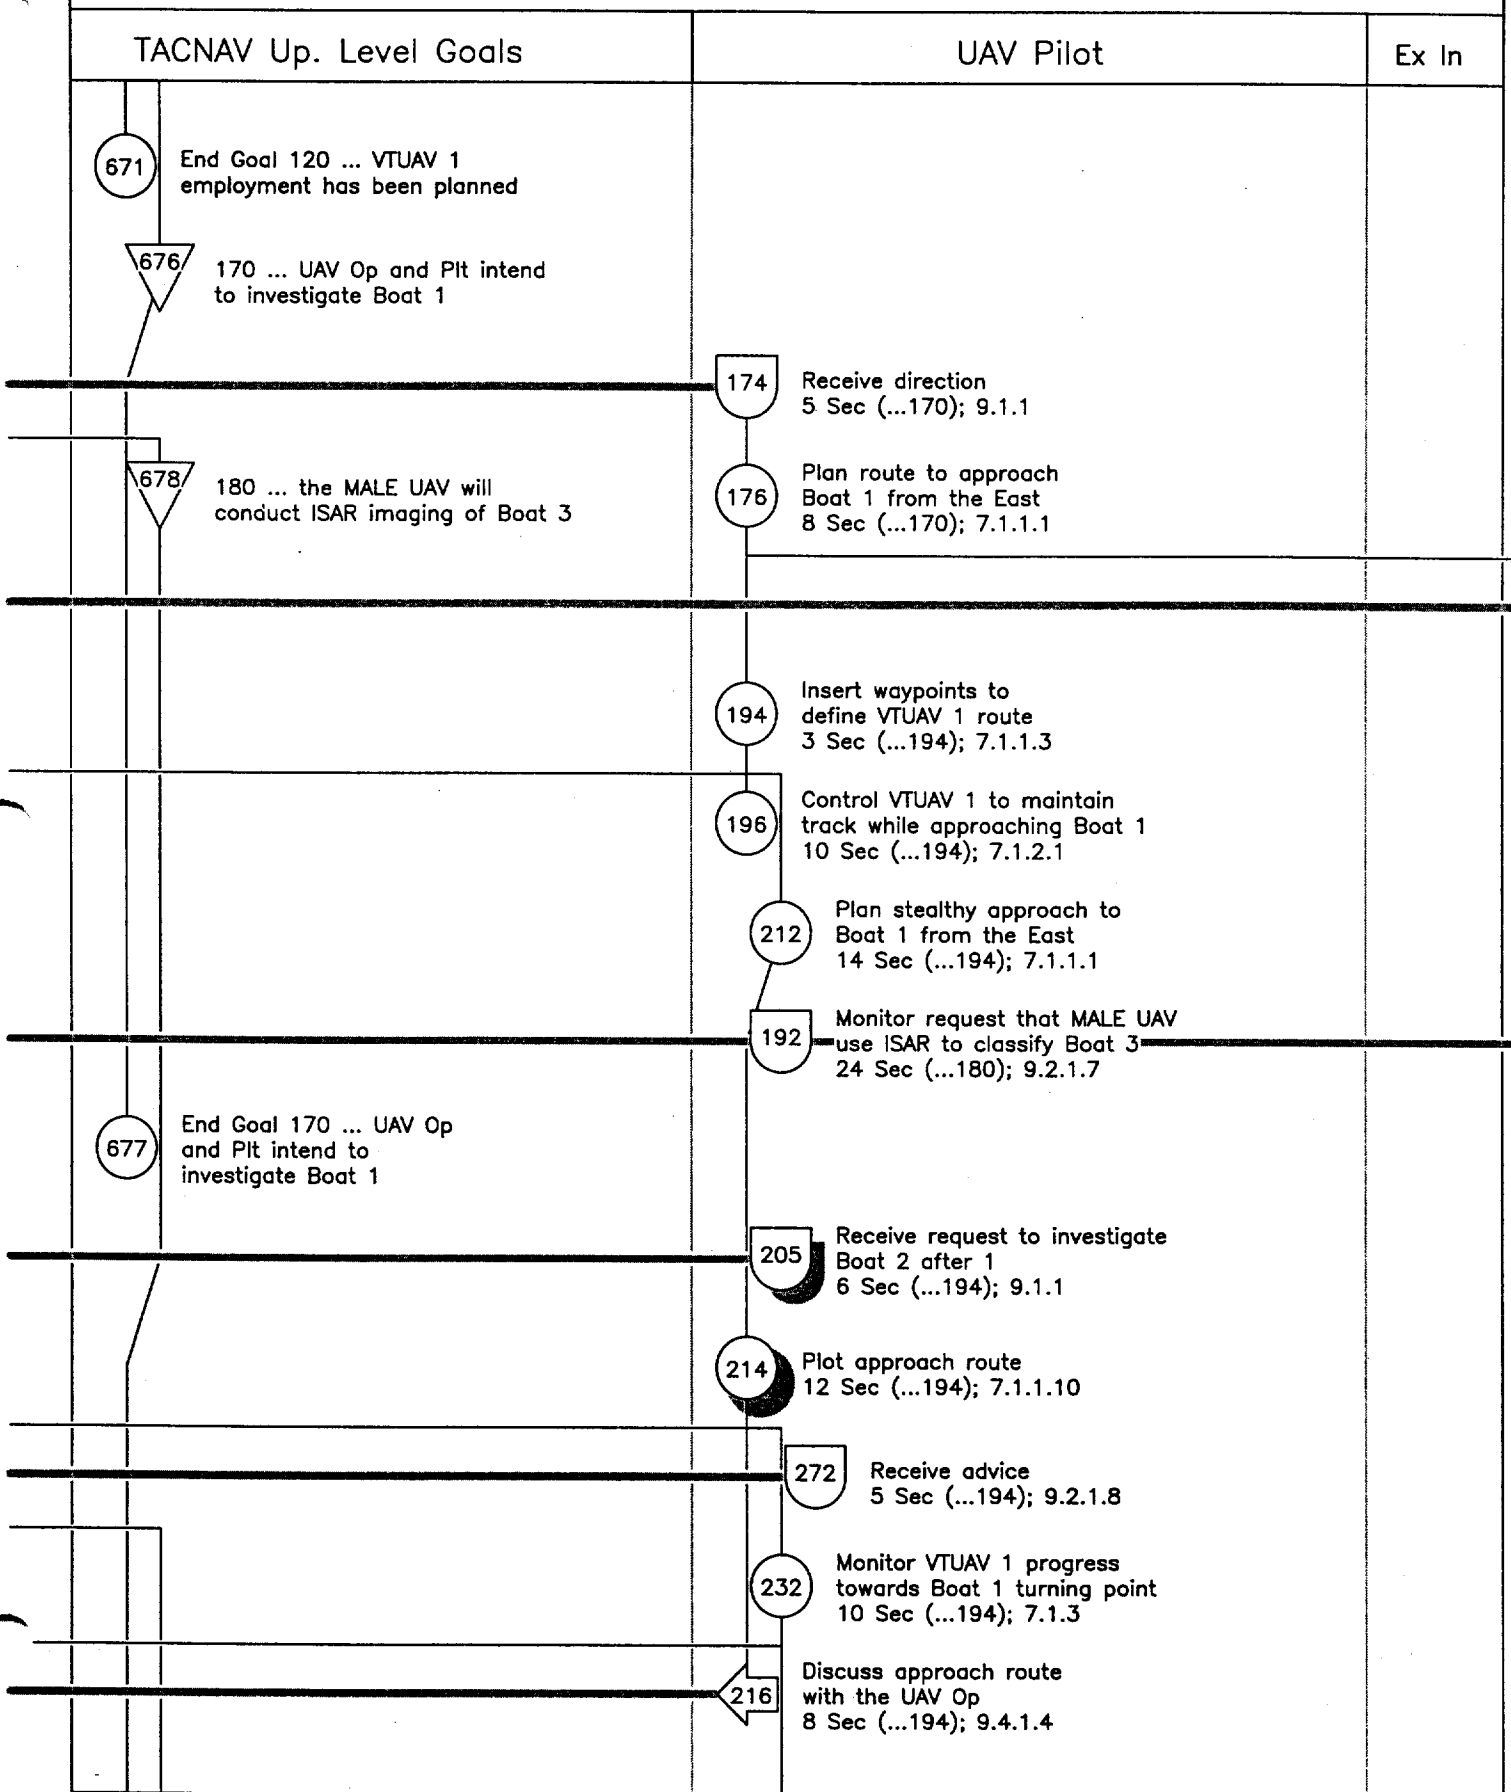 TACNAV Up. Level Goals
UAV Pilot
Ex In
671
End Goal 120 ... VTUAV 1
employment has been planned
676
170 ... UAV Op and Plt intend
to investigate Boat 1
174
Receive direction
5 Sec (...170); 9.1.1
678
180 ... the MALE UAV will
conduct ISAR imaging of Boat 3
176
Plan route to approach
Boat 1 from the East
8 Sec (...170); 7.1.1.1
194
Insert waypoints to
define VTUAV 1 route
3 Sec (...194); 7.1.1.3
196
Control VTUAV 1 to maintain
track while approaching Boat 1
10 Sec (...194); 7.1.2.1
212
Plan stealthy approach to
Boat 1 from the East
14 Sec (...194); 7.1.1.1
192
Monitor request that MALE UAV
use ISAR to classify Boat 3
24 Sec (...180); 9.2.1.7
677
End Goal 170 ... UAV Op
and Plt intend to
investigate Boat 1
205
Receive request to investigate
Boat 2 after 1
6 Sec (...194); 9.1.1
214
Plot approach route
12 Sec (...194); 7.1.1.10
272
Receive advice
5 Sec (...194); 9.2.1.8
232
Monitor VTUAV 1 progress
towards Boat 1 turning point
10 Sec (...194); 7.1.3
216
Discuss approach route
with the UAV Op
8 Sec (...194); 9.4.1.4